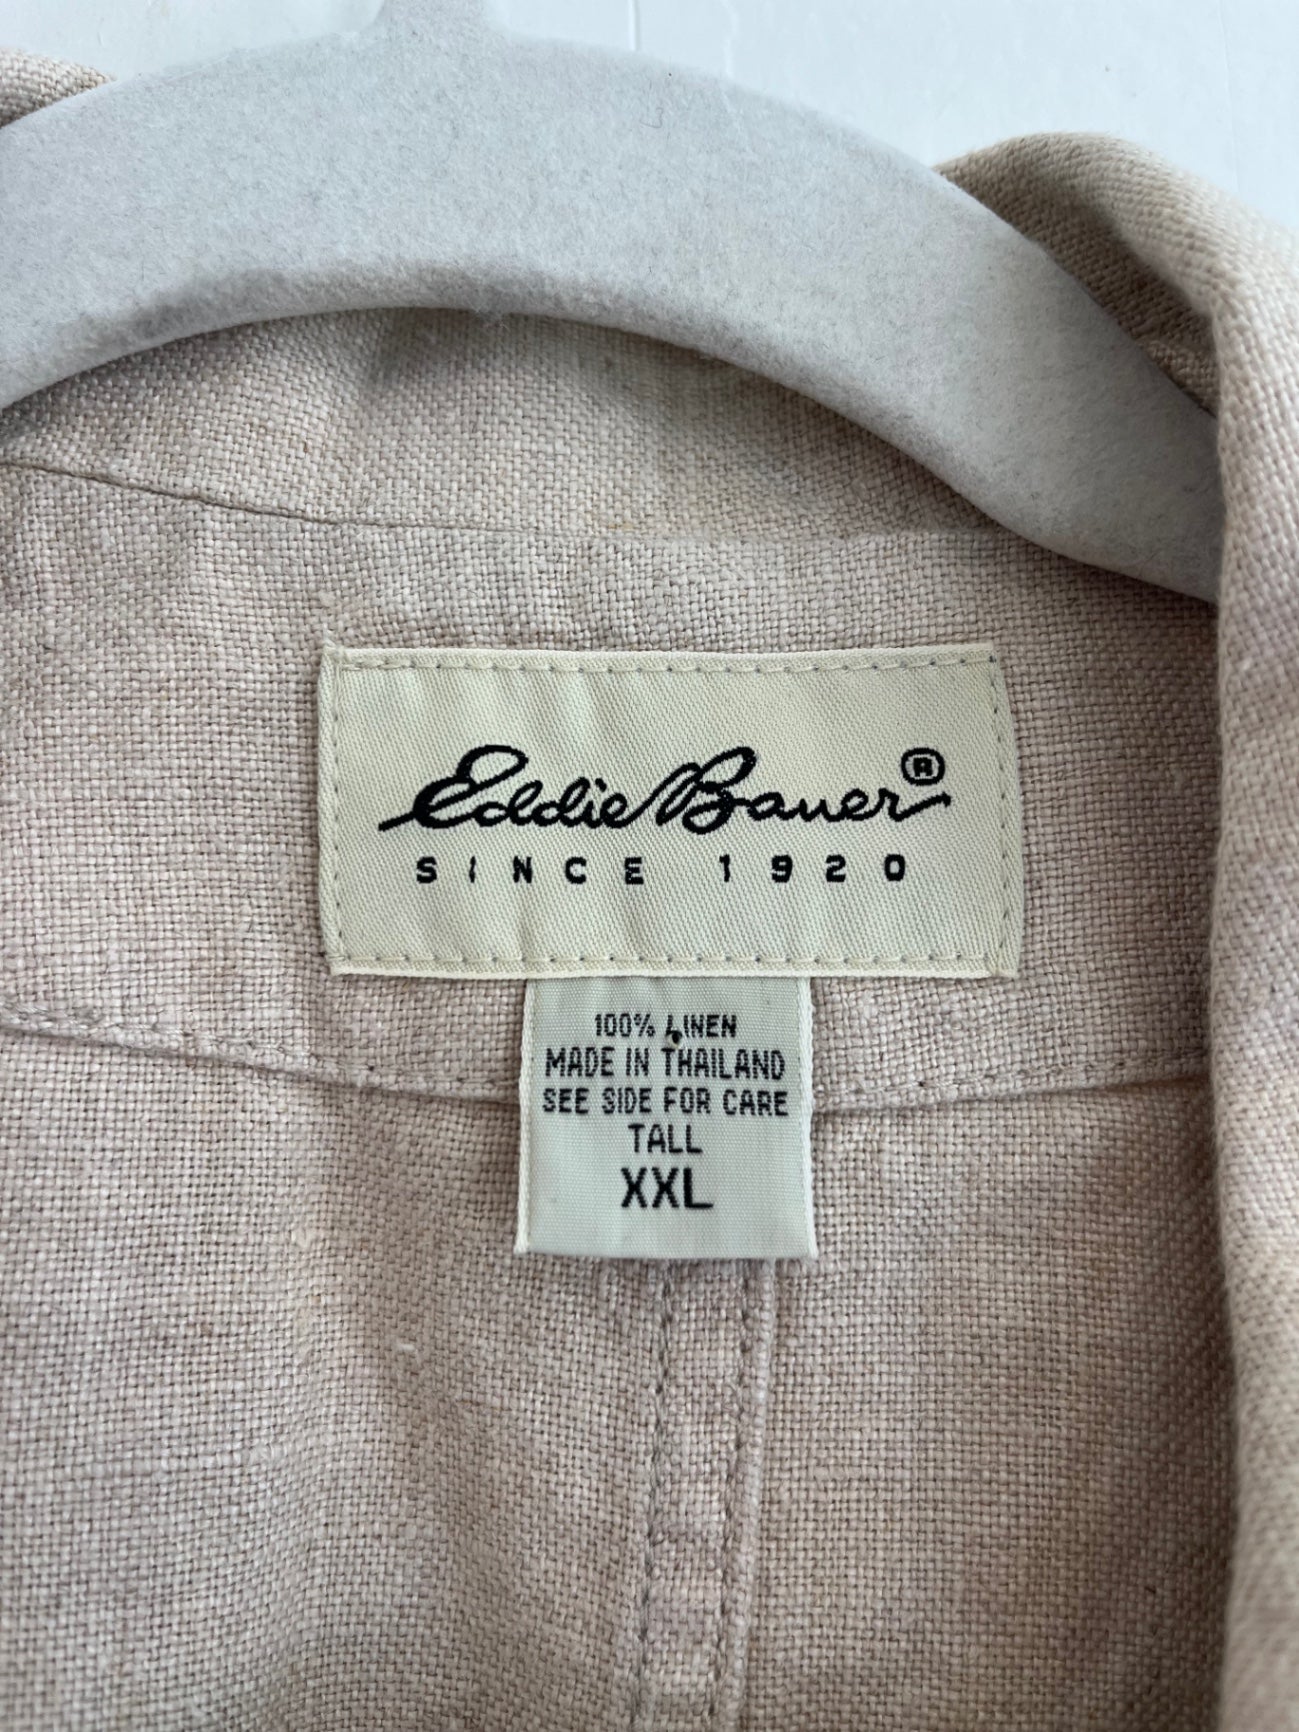 Eddie Bauer®
SINCE 1920
100% LINEN
MADE IN THAILAND
SEE SIDE FOR CARE
TALL
XXL